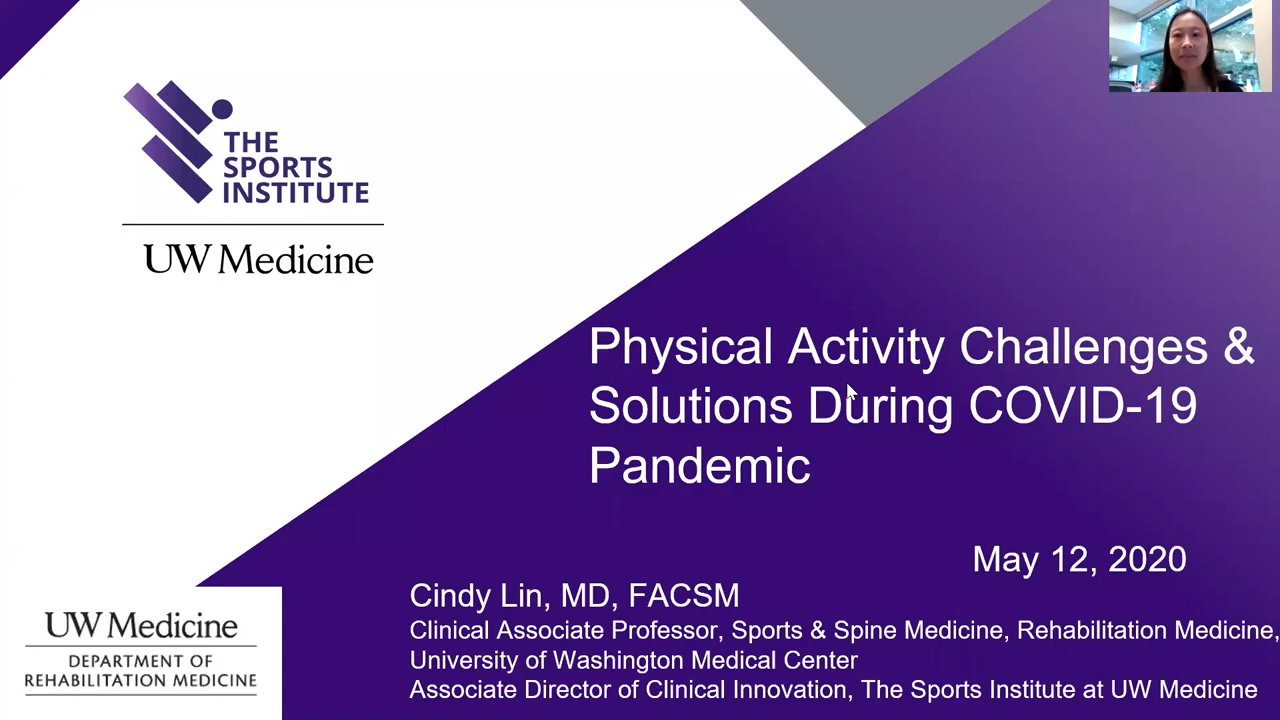 THE
SPORTS
INSTITUTE
UW Medicine
Physical Activity Challenges &
Solutions During COVID-19
Pandemic
May 12, 2020
Cindy Lin, MD, FACSM
Clinical Associate Professor, Sports & Spine Medicine, Rehabilitation Medicine,
University of Washington Medical Center
Associate Director of Clinical Innovation, The Sports Institute at UW Medicine
UW Medicine
DEPARTMENT OF
REHABILITATION MEDICINE